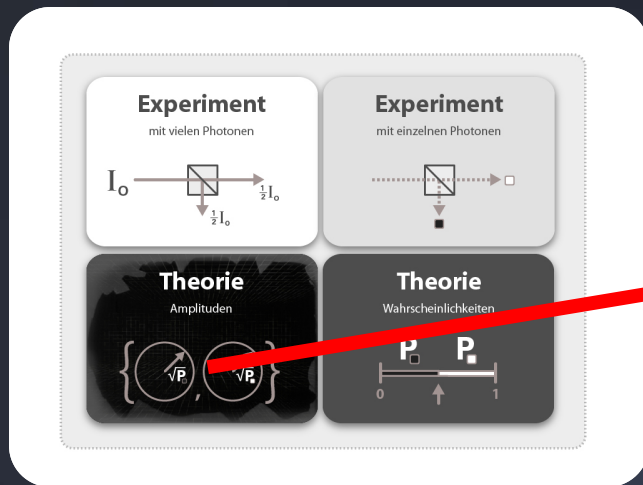 Experiment
mit vielen Photonen
I₀
½I₀
½I₀
Experiment
mit einzelnen Photonen
Theorie
Amplituden
{ √P , √P }
Theorie
Wahrscheinlichkeiten
P P
0 1